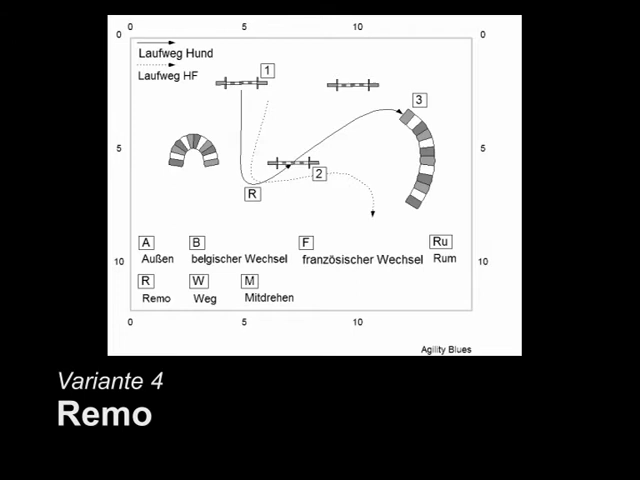 0 5 10
0 0
Laufweg Hund
Laufweg HF
1
3
5 5
2
R
A B F Ru
Außen belgischer Wechsel französischer Wechsel Rum
10 10
R W M
Remo Weg Mitdrehen
0 5 10
Agility Blues
Variante 4
Remo